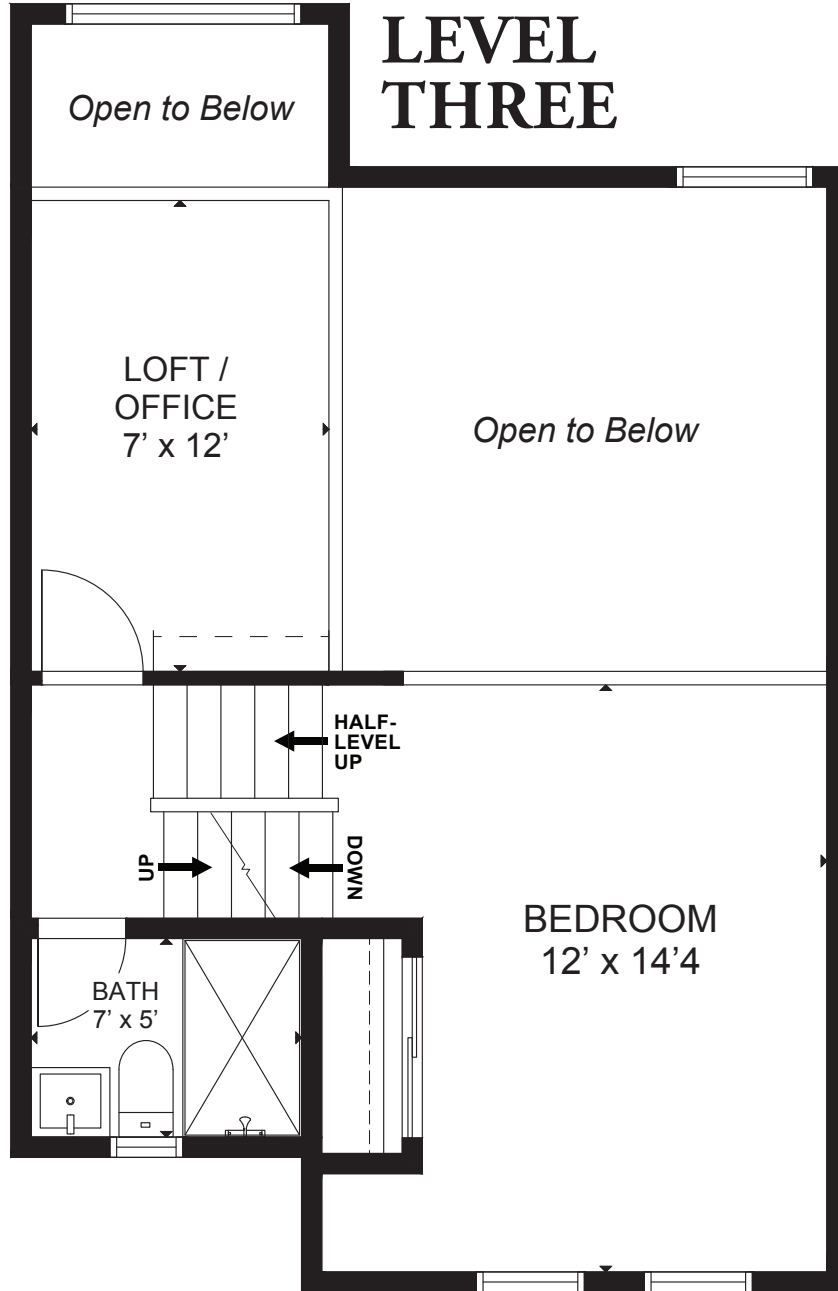 LEVEL
THREE
Open to Below
LOFT /
OFFICE
7’ x 12’
Open to Below
HALF-
LEVEL
UP
UP
DOWN
BEDROOM
12’ x 14’4
BATH
7’ x 5’